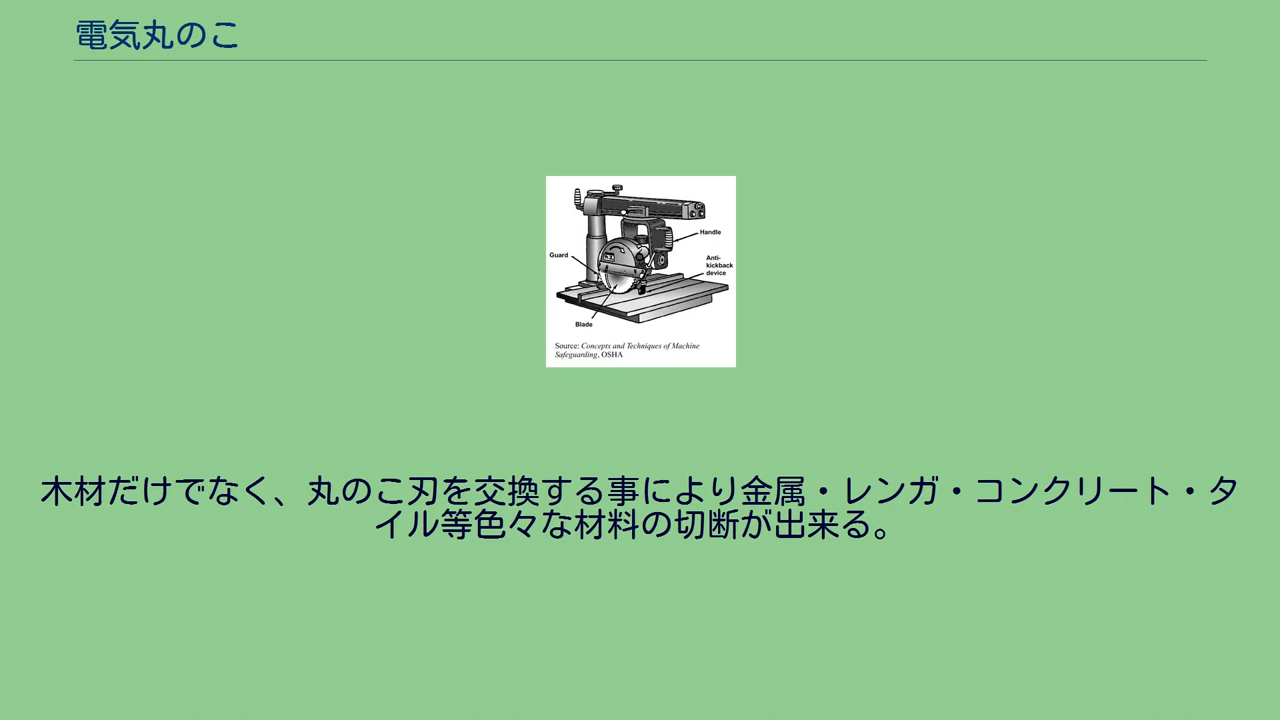 電気丸のこ
Handle
Guard
Anti-
kickback
device
Blade
Source: Concepts and Techniques of Machine
Safeguarding, OSHA
木材だけでなく、丸のこ刃を交換する事により金属・レンガ・コンクリート・タ
イル等色々な材料の切断が出来る。